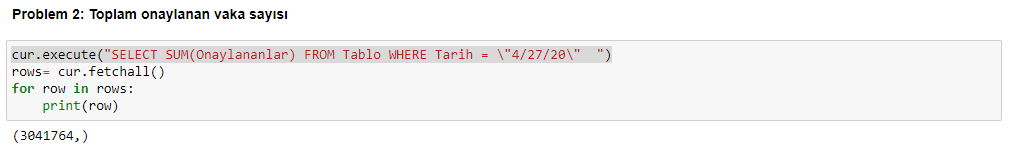 Problem 2: Toplam onaylanan vaka sayısı
cur.execute("SELECT SUM(Onaylananlar) FROM Tablo WHERE Tarih = \"4/27/20\"  ")
rows= cur.fetchall()
for row in rows:
    print(row)
(3041764,)